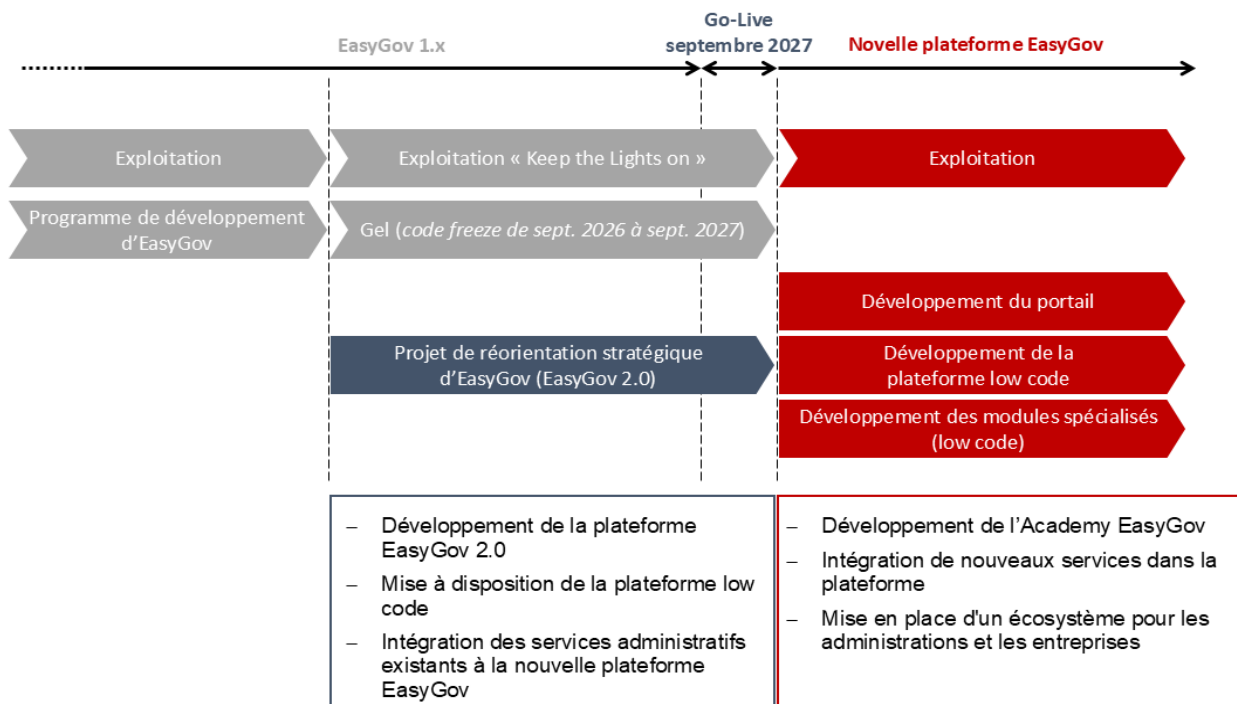 Go-Live
EasyGov 1.x
septembre 2027
Novelle plateforme EasyGov
Exploitation
Exploitation « Keep the Lights on »
Exploitation
Programme de développement
d’EasyGov
Gel (code freeze de sept. 2026 à sept. 2027)
Développement du portail
Projet de réorientation stratégique
d’EasyGov (EasyGov 2.0)
Développement de la
plateforme low code
Développement des modules spécialisés
(low code)
– Développement de la plateforme
EasyGov 2.0
– Mise à disposition de la plateforme low
code
– Intégration des services administratifs
existants à la nouvelle plateforme
EasyGov
– Développement de l’Academy EasyGov
– Intégration de nouveaux services dans la
plateforme
– Mise en place d'un écosystème pour les
administrations et les entreprises